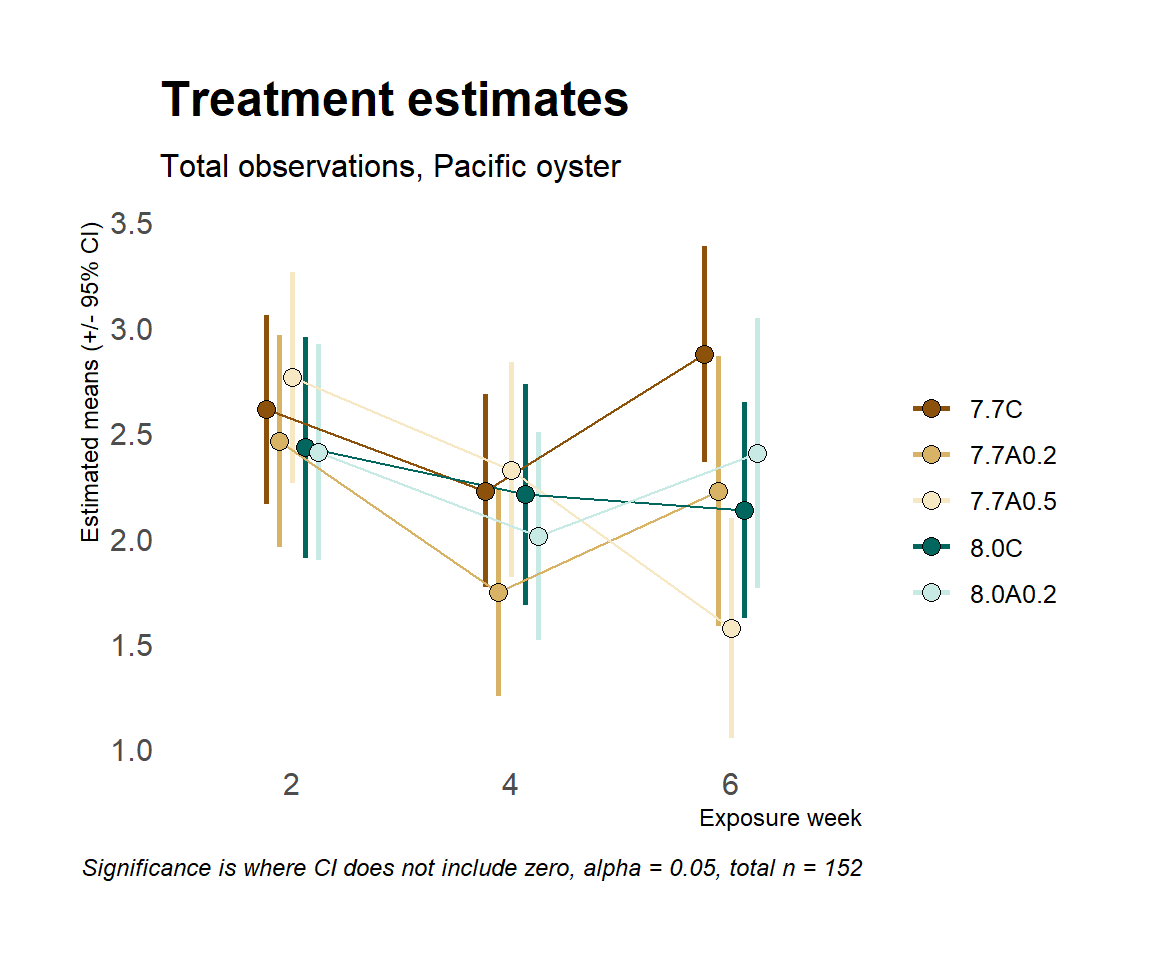 Treatment estimates
Total observations, Pacific oyster
Estimated means (+/- 95% CI)
3.5
3.0
2.5
2.0
1.5
1.0
2
4
6
Exposure week
7.7C
7.7A0.2
7.7A0.5
8.0C
8.0A0.2
Significance is where CI does not include zero, alpha = 0.05, total n = 152